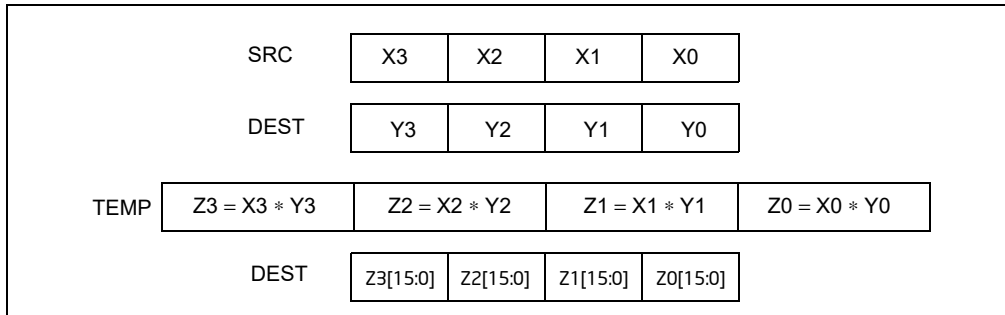 SRC X3 X2 X1 X0
DEST Y3 Y2 Y1 Y0
TEMP Z3 = X3 ∗ Y3 Z2 = X2 ∗ Y2 Z1 = X1 ∗ Y1 Z0 = X0 ∗ Y0
DEST Z3[15:0] Z2[15:0] Z1[15:0] Z0[15:0]